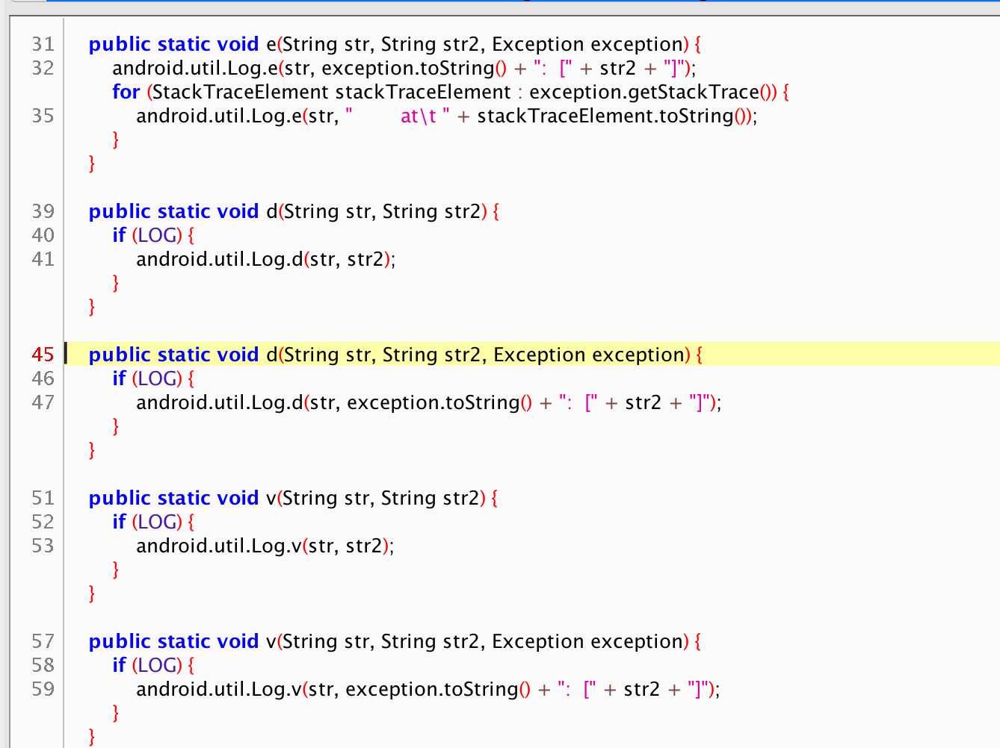 31 public static void e(String str, String str2, Exception exception) {
32 android.util.Log.e(str, exception.toString() + ":  [" + str2 + "]");
for (StackTraceElement stackTraceElement : exception.getStackTrace()) {
35 android.util.Log.e(str, "        at\t " + stackTraceElement.toString());
}
}
39 public static void d(String str, String str2) {
40 if (LOG) {
41 android.util.Log.d(str, str2);
}
}
45 public static void d(String str, String str2, Exception exception) {
46 if (LOG) {
47 android.util.Log.d(str, exception.toString() + ":  [" + str2 + "]");
}
}
51 public static void v(String str, String str2) {
52 if (LOG) {
53 android.util.Log.v(str, str2);
}
}
57 public static void v(String str, String str2, Exception exception) {
58 if (LOG) {
59 android.util.Log.v(str, exception.toString() + ":  [" + str2 + "]");
}
}